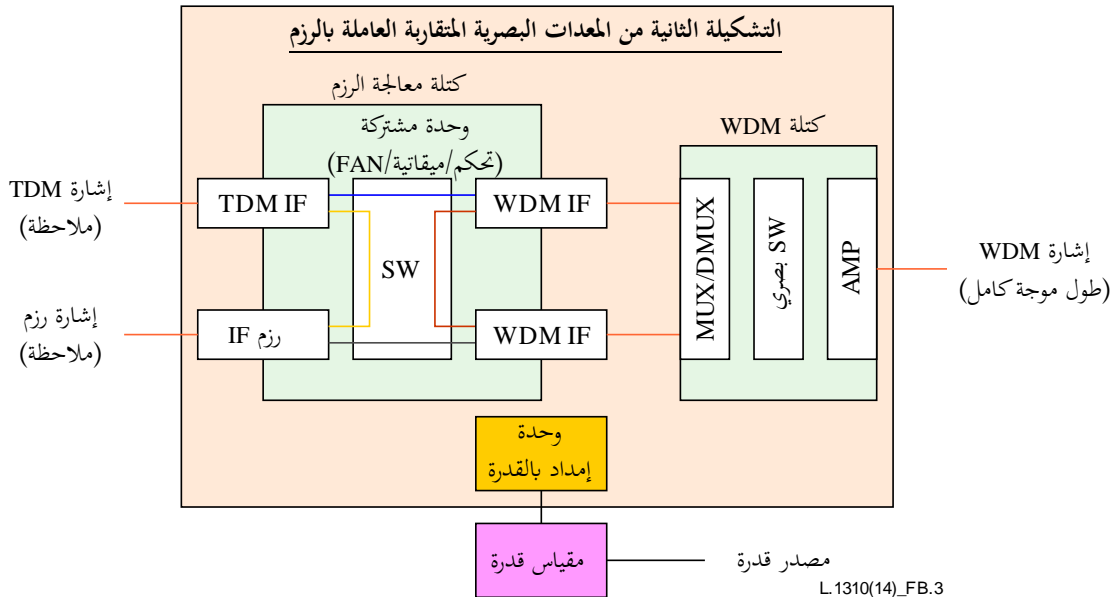 التشكيلة الثانية من المعدات البصرية المتقاربة العاملة بالرزم
كتلة معالجة الرزم
وحدة مشتركة
(تحكم/ميقاتية/FAN)
كتلة WDM
إشارة TDM
(ملاحظة)
TDM IF
WDM IF
SW
MUX/DMUX
SW بصري
AMP
إشارة WDM
(طول موجة كامل)
إشارة رزم
(ملاحظة)
رزم IF
WDM IF
وحدة
إمداد بالقدرة
مقياس قدرة
مصدر قدرة
L.1310(14)_FB.3